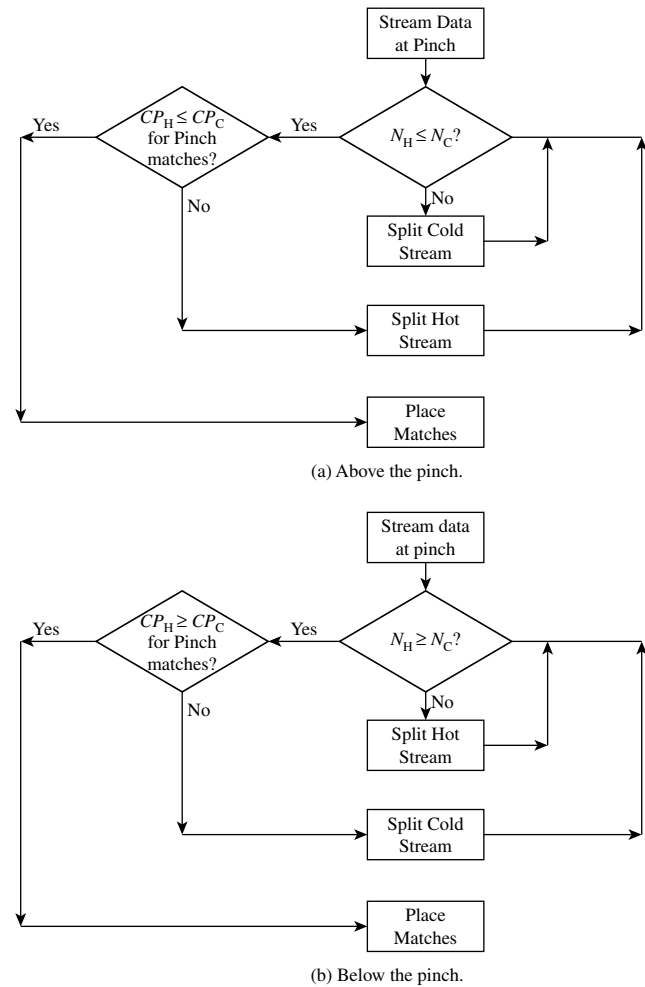 Stream Data
at Pinch
Yes
CP_H ≤ CP_C
for Pinch
matches?
Yes
N_H ≤ N_C?
No
No
Split Cold
Stream
Split Hot
Stream
Place
Matches
(a) Above the pinch.
Stream data
at pinch
Yes
CP_H ≥ CP_C
for Pinch
matches?
Yes
N_H ≥ N_C?
No
No
Split Hot
Stream
Split Cold
Stream
Place
Matches
(b) Below the pinch.